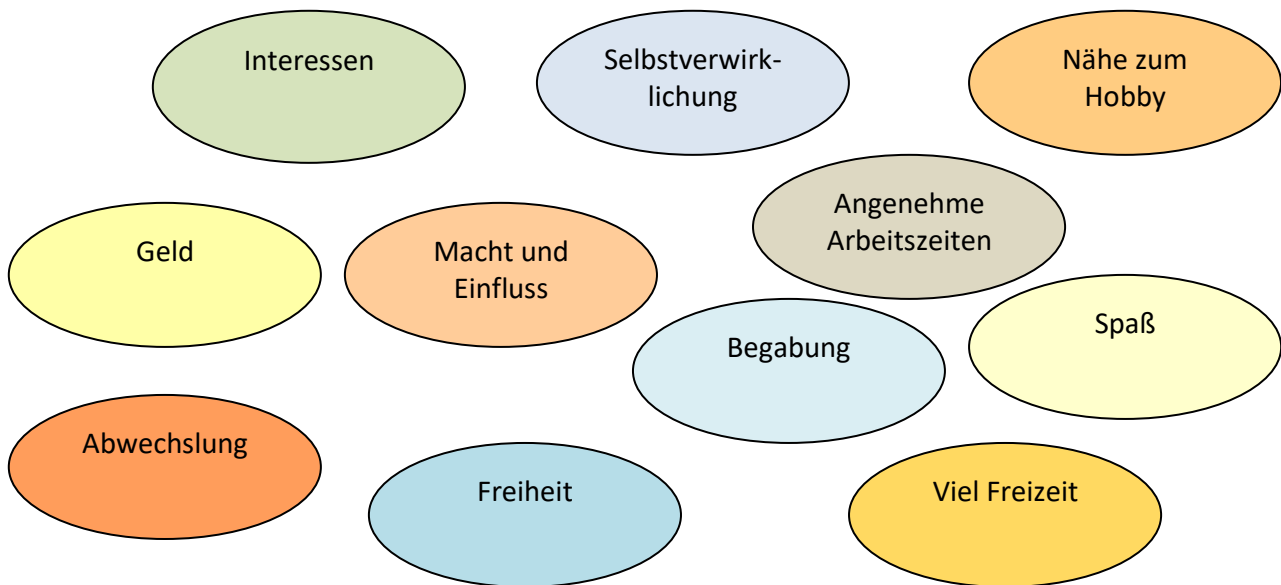 Interessen
Selbstverwirk-
lichung
Nähe zum
Hobby
Angenehme
Arbeitszeiten
Geld
Macht und
Einfluss
Spaß
Begabung
Abwechslung
Freiheit
Viel Freizeit